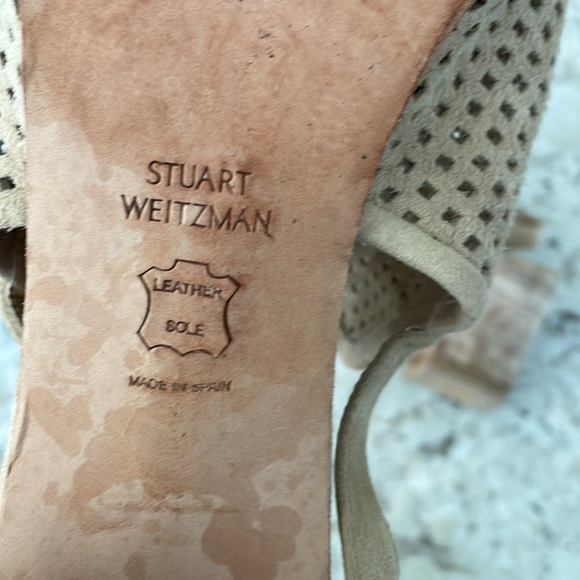 STUART
WEITZMAN
LEATHER
SOLE
MADE IN SPAIN